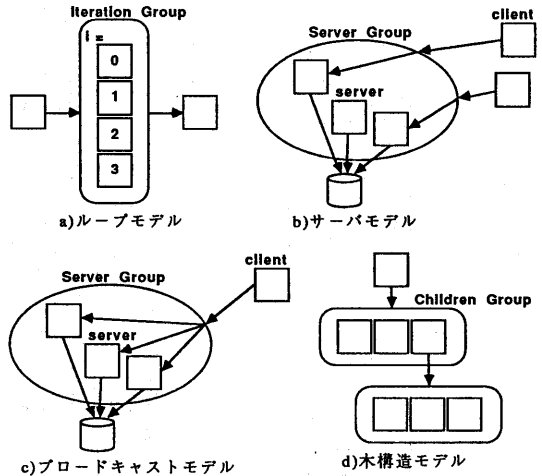 Iteration Group
i =
0
1
2
3
a)ループモデル
client
Server Group
server
b)サーバモデル
client
Server Group
server
c)ブロードキャストモデル
Children Group
d)木構造モデル